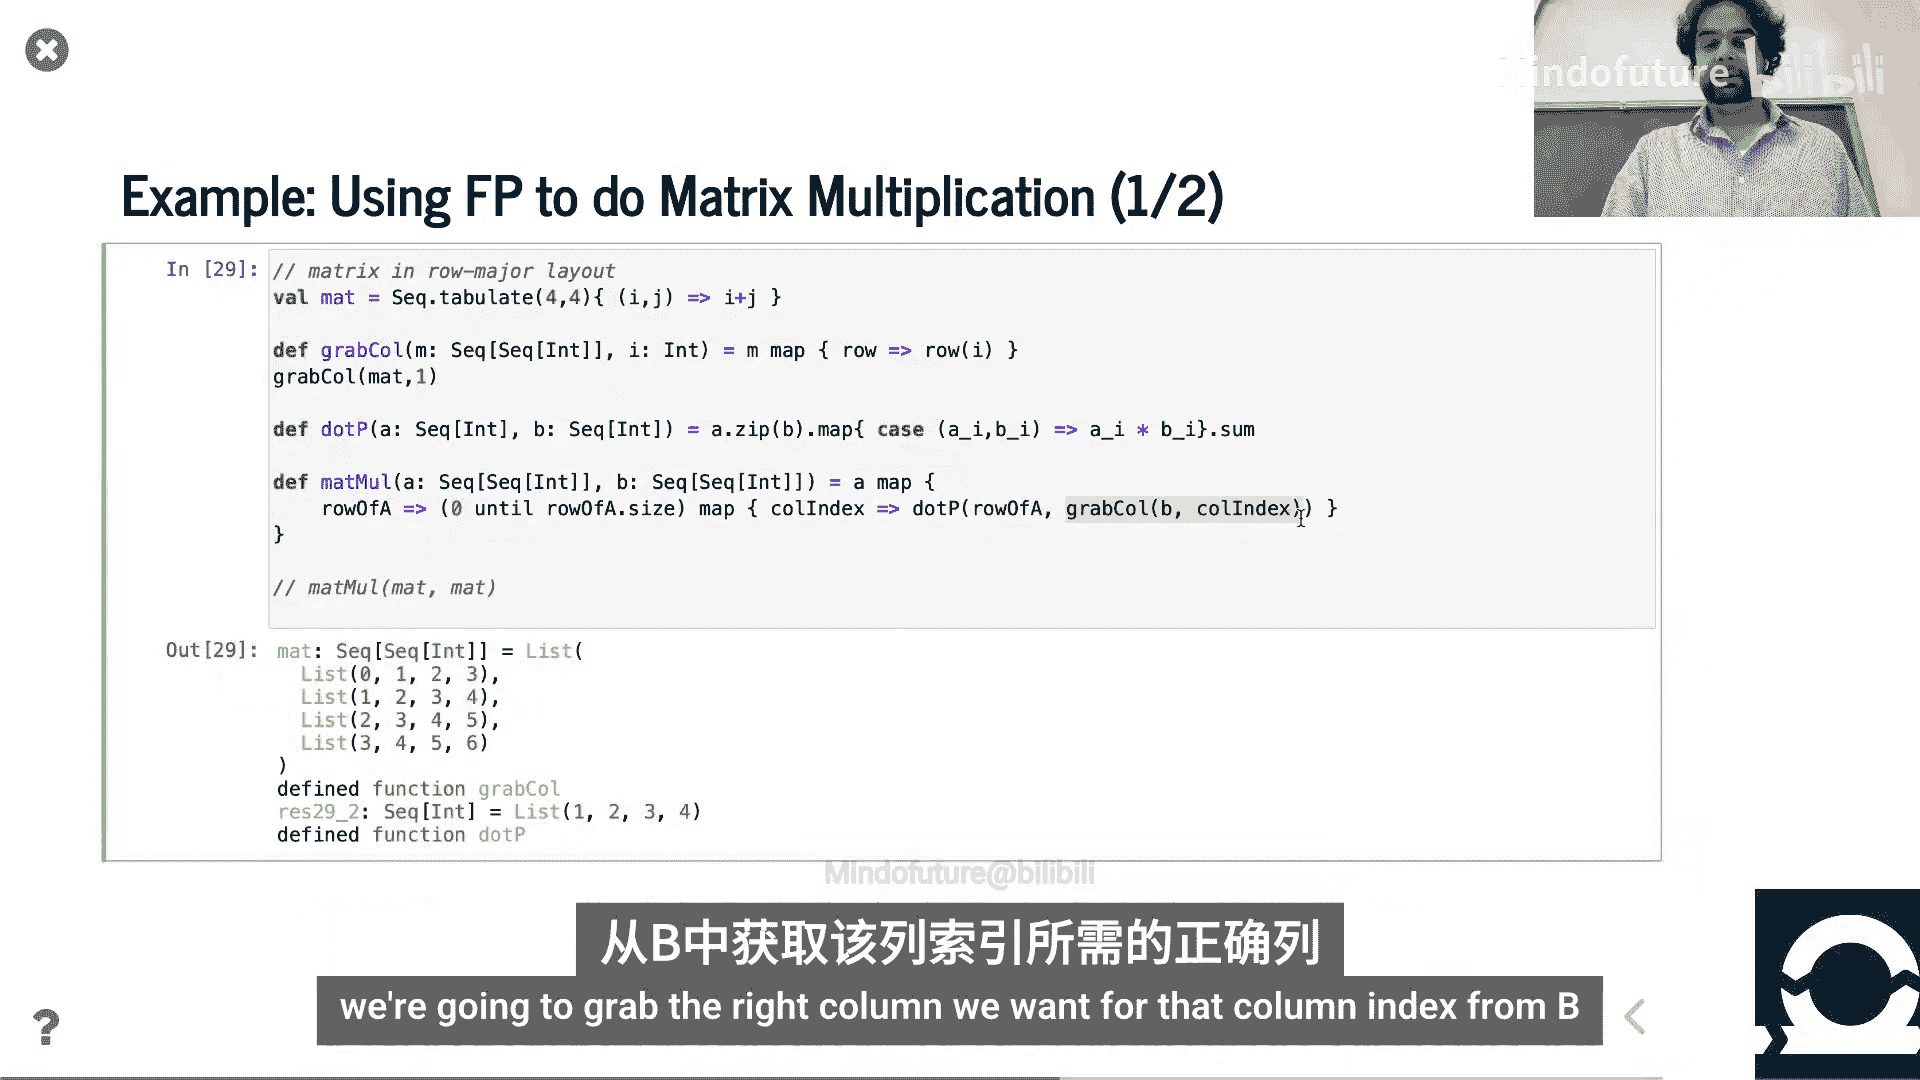 Mindofuture bilibili
Example: Using FP to do Matrix Multiplication (1/2)
In [29]:
// matrix in row-major layout
val mat = Seq.tabulate(4,4){ (i,j) => i+j }
def grabCol(m: Seq[Seq[Int]], i: Int) = m map { row => row(i) }
grabCol(mat,1)
def dotP(a: Seq[Int], b: Seq[Int]) = a.zip(b).map{ case (a_i,b_i) => a_i * b_i}.sum
def matMul(a: Seq[Seq[Int]], b: Seq[Seq[Int]]) = a map {
rowOfA => (0 until rowOfA.size) map { colIndex => dotP(rowOfA, grabCol(b, colIndex)) }
}
// matMul(mat, mat)
Out[29]:
mat: Seq[Seq[Int]] = List(
List(0, 1, 2, 3),
List(1, 2, 3, 4),
List(2, 3, 4, 5),
List(3, 4, 5, 6)
)
defined function grabCol
res29_2: Seq[Int] = List(1, 2, 3, 4)
defined function dotP
Mindofuture@bilibili
从B中获取该列索引所需的正确列
we're going to grab the right column we want for that column index from B
?